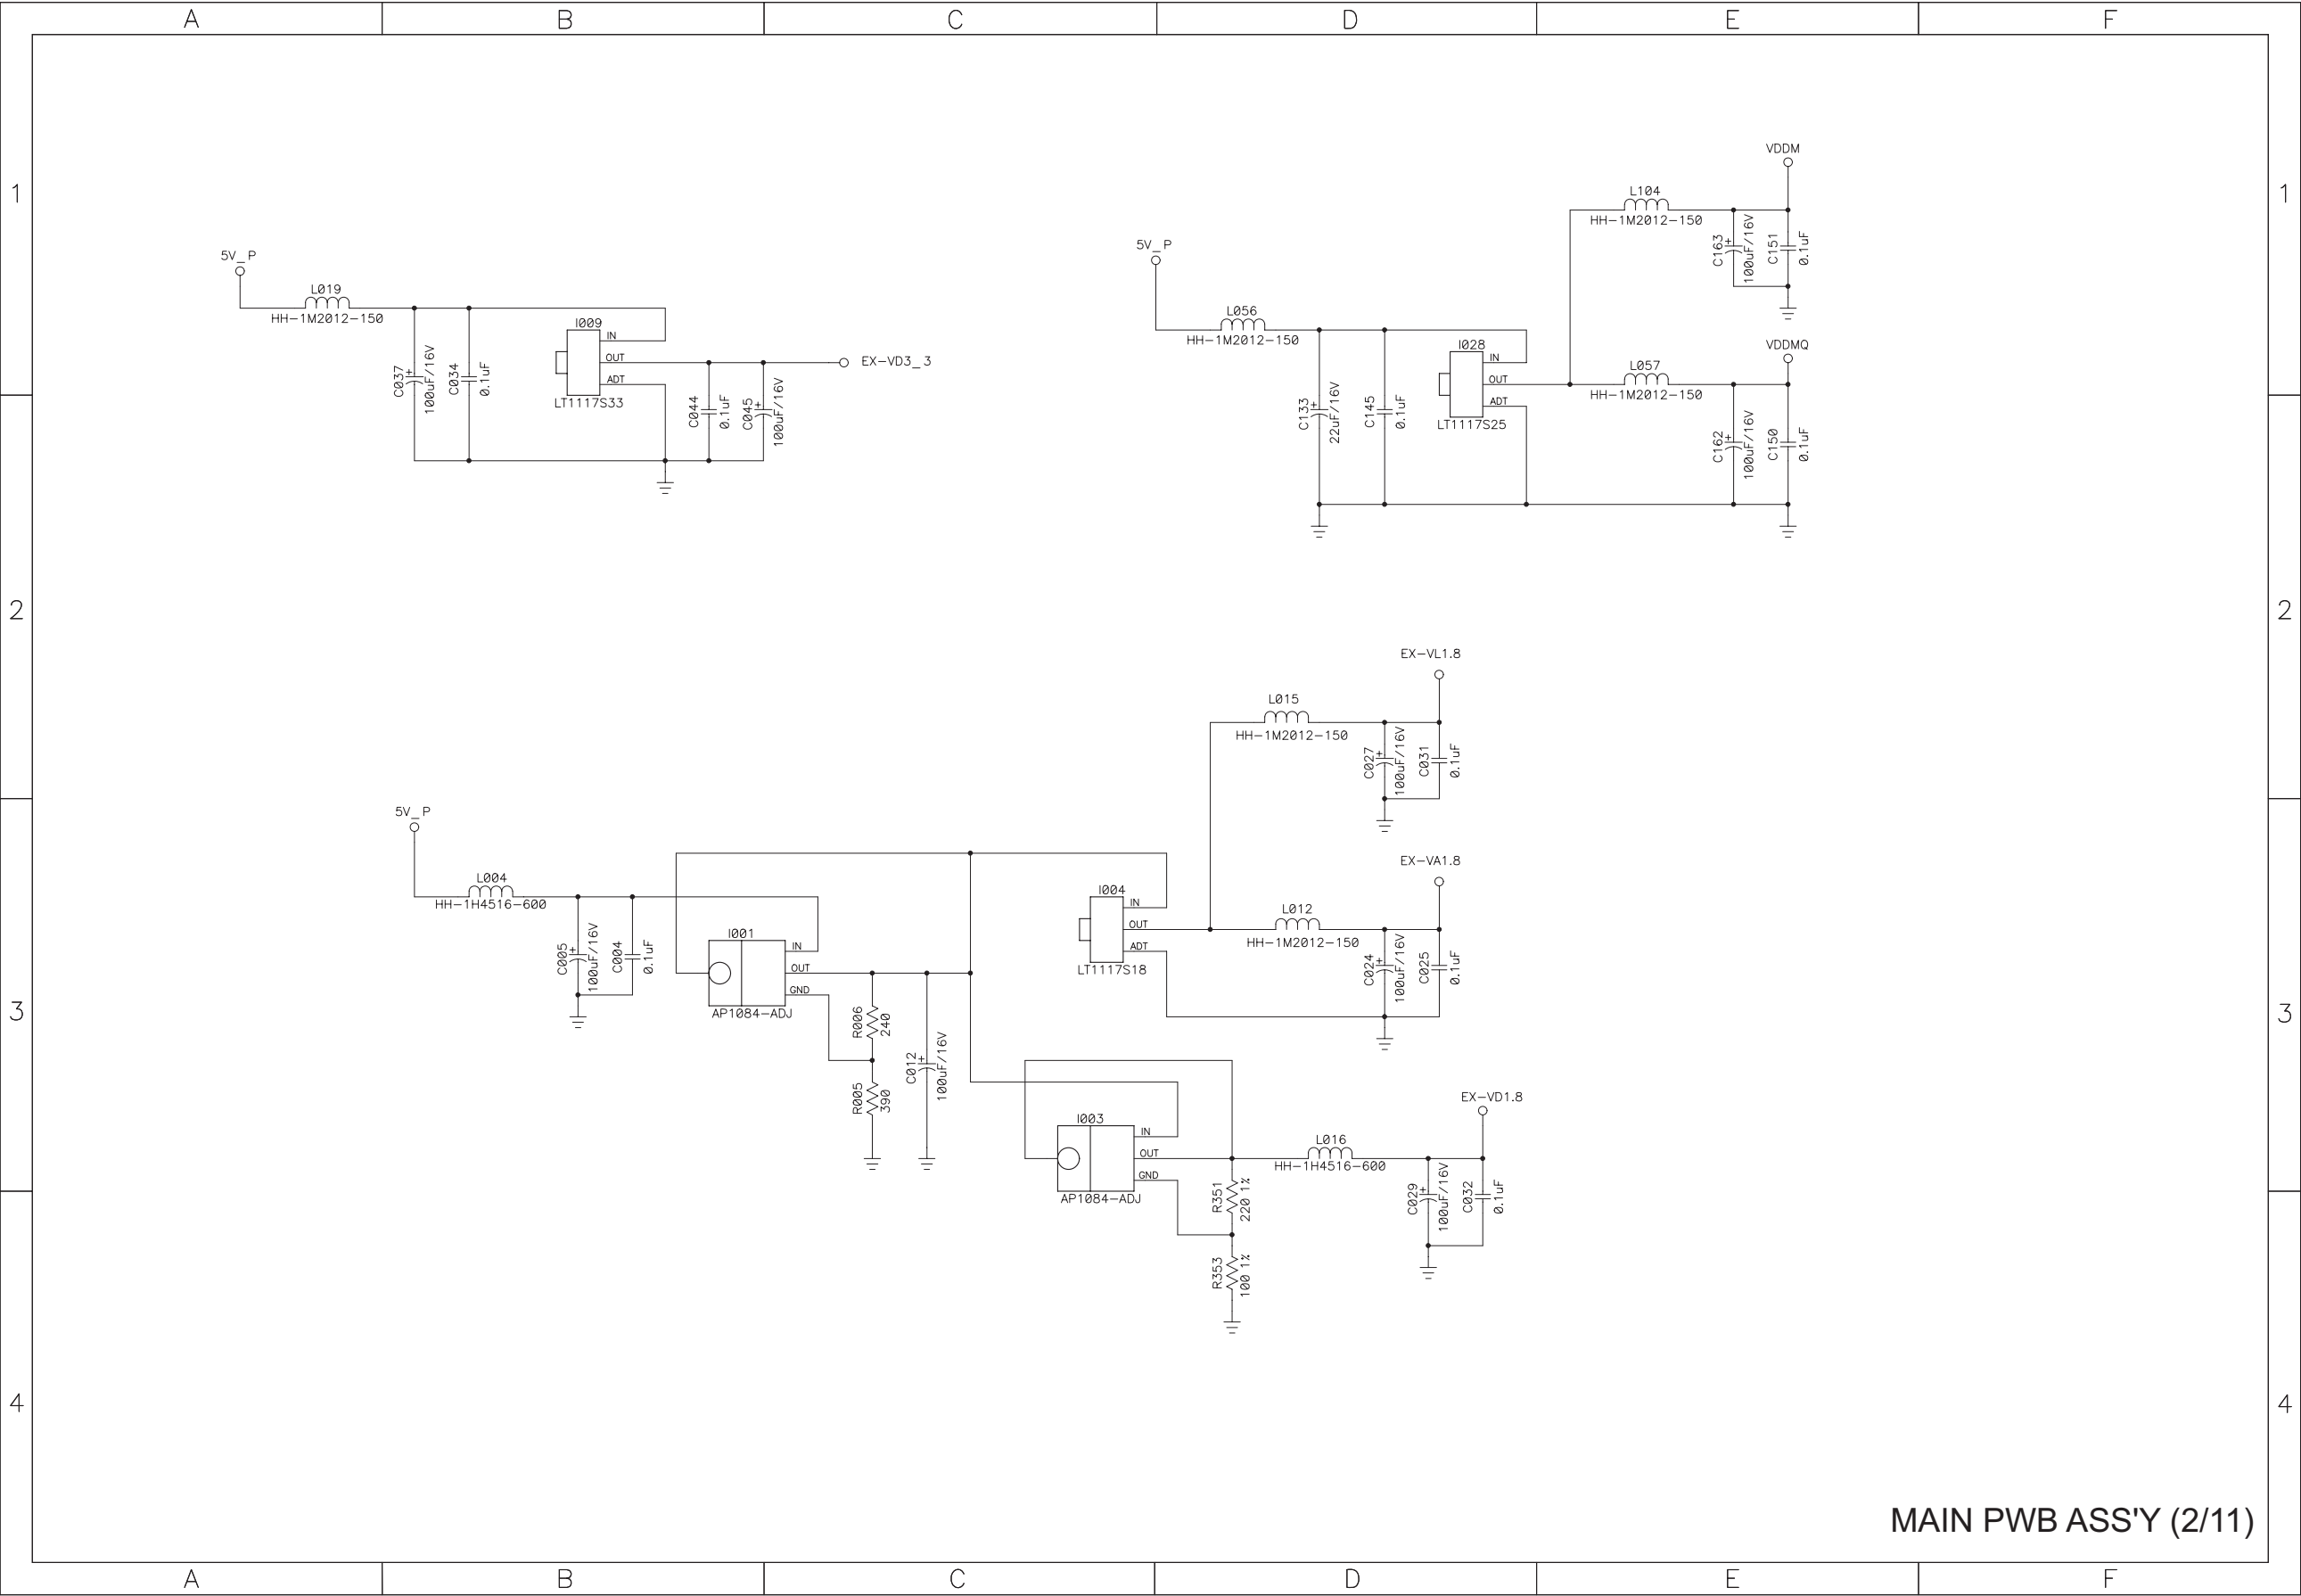 A B C D E F
1 1
2 2
3 3
4 4
5V_P
L019
HH-1M2012-150
C037
100uF/16V
C034
0.1uF
I009
IN
OUT
ADT
LT1117S33
C044
0.1uF
C045
100uF/16V
EX-VD3_3
5V_P
L056
HH-1M2012-150
C133
22uF/16V
C145
0.1uF
I028
IN
OUT
ADT
LT1117S25
VDDM
L104
HH-1M2012-150
C163
100uF/16V
C151
0.1uF
VDDMQ
L057
HH-1M2012-150
C162
100uF/16V
C150
0.1uF
EX-VL1.8
L015
HH-1M2012-150
C027
100uF/16V
C031
0.1uF
5V_P
L004
HH-1H4516-600
C005
100uF/16V
C004
0.1uF
I001
IN
OUT
GND
AP1084-ADJ
R006
240
R005
390
C012
100uF/16V
I004
IN
OUT
ADT
LT1117S18
EX-VA1.8
L012
HH-1M2012-150
C024
100uF/16V
C025
0.1uF
I003
IN
OUT
GND
AP1084-ADJ
R351
220 1%
R353
100 1%
EX-VD1.8
L016
HH-1H4516-600
C029
100uF/16V
C032
0.1uF
MAIN PWB ASS'Y (2/11)
A B C D E F